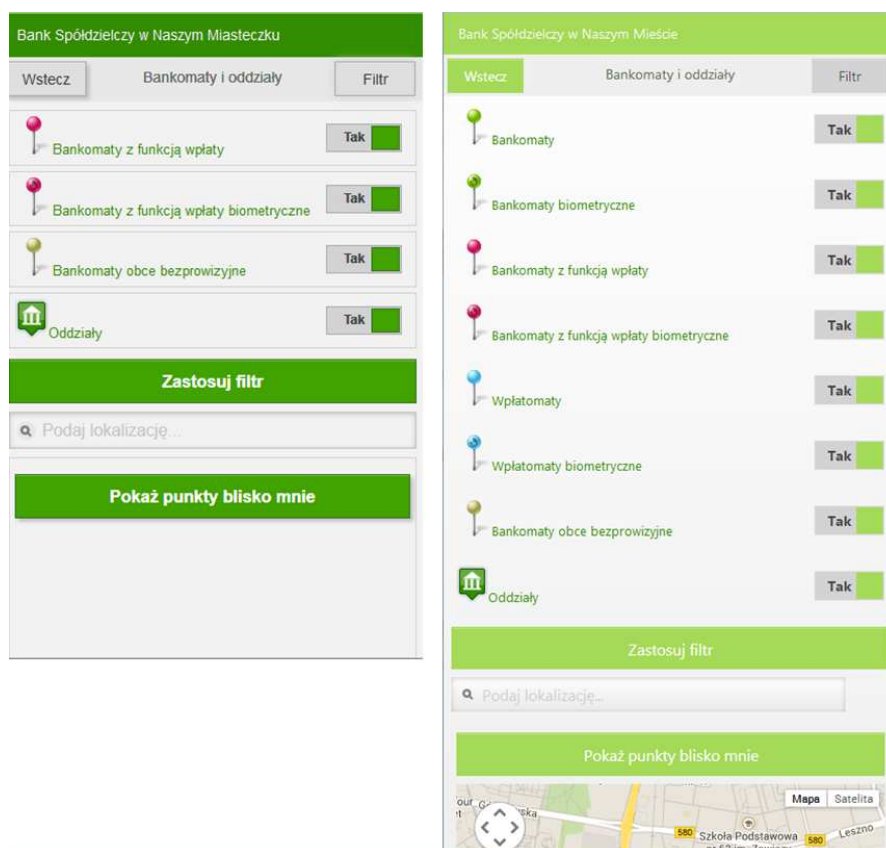 Bank Spółdzielczy w Naszym Miasteczku
Wstecz
Bankomaty i oddziały
Filtr
Bankomaty z funkcją wpłaty
Tak
Bankomaty z funkcją wpłaty biometryczne
Tak
Bankomaty obce bezprowizyjne
Tak
Oddziały
Tak
Zastosuj filtr
Podaj lokalizację...
Pokaż punkty blisko mnie
Bank Spółdzielczy w Naszym Mieście
Wstecz
Bankomaty i oddziały
Filtr
Bankomaty
Tak
Bankomaty biometryczne
Tak
Bankomaty z funkcją wpłaty
Tak
Bankomaty z funkcją wpłaty biometryczne
Tak
Wpłatomaty
Tak
Wpłatomaty biometryczne
Tak
Bankomaty obce bezprowizyjne
Tak
Oddziały
Tak
Zastosuj filtr
Podaj lokalizację...
Pokaż punkty blisko mnie
Mapa
Satelita
580
Szkoła Podstawowa
580
Leszno